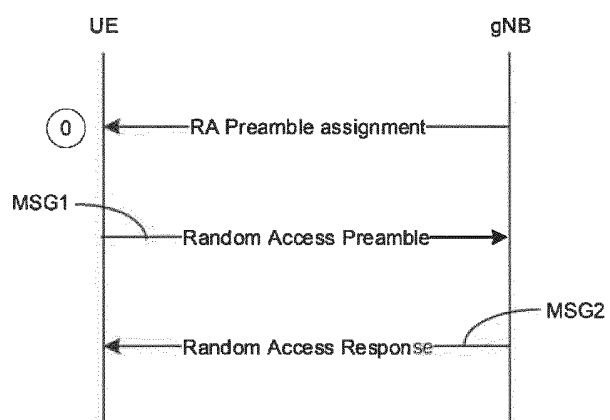 UE
gNB
0
RA Preamble assignment
MSG1
Random Access Preamble
MSG2
Random Access Response